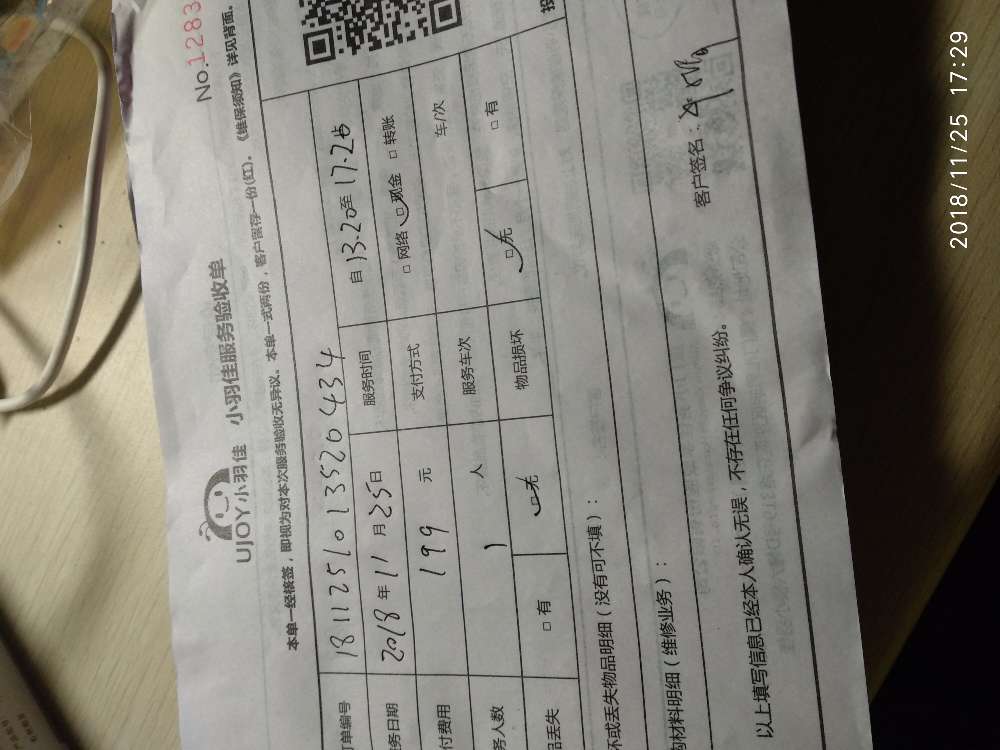 No.1283
UJOY小羽佳 小羽佳服务验收单
本单一经核签，即视为对本次服务验收无异议。本单一式两份，客户留存一份(红)。《维保须知》详见背面。
订单编号 1811251013520434
服务日期 2018年11月25日 服务时间 自13.20至17.20
付费用 199元 支付方式 □网络 □现金 □转账
务人数 1人 服务车次 车/次
品丢失 □有 □无 物品损坏 □无 □有
坏或丢失物品明细（没有可不填）：
购材料明细（维修业务）：
以上填写信息已经本人确认无误，不存在任何争议纠纷。 客户签名：
2018/11/25 17:29